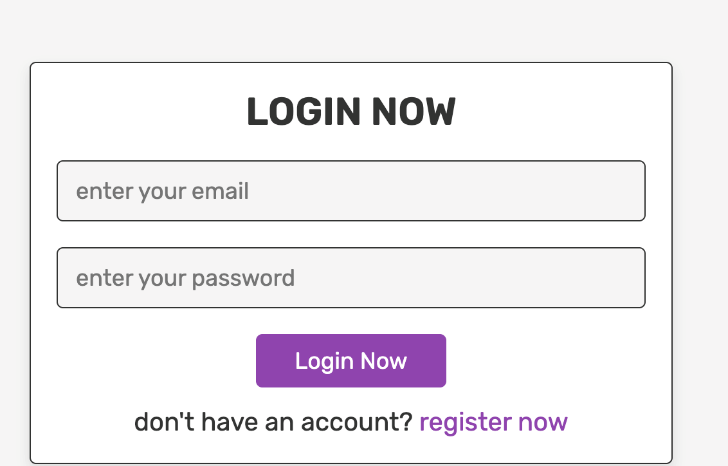 LOGIN NOW
enter your email
enter your password
Login Now
don't have an account? register now